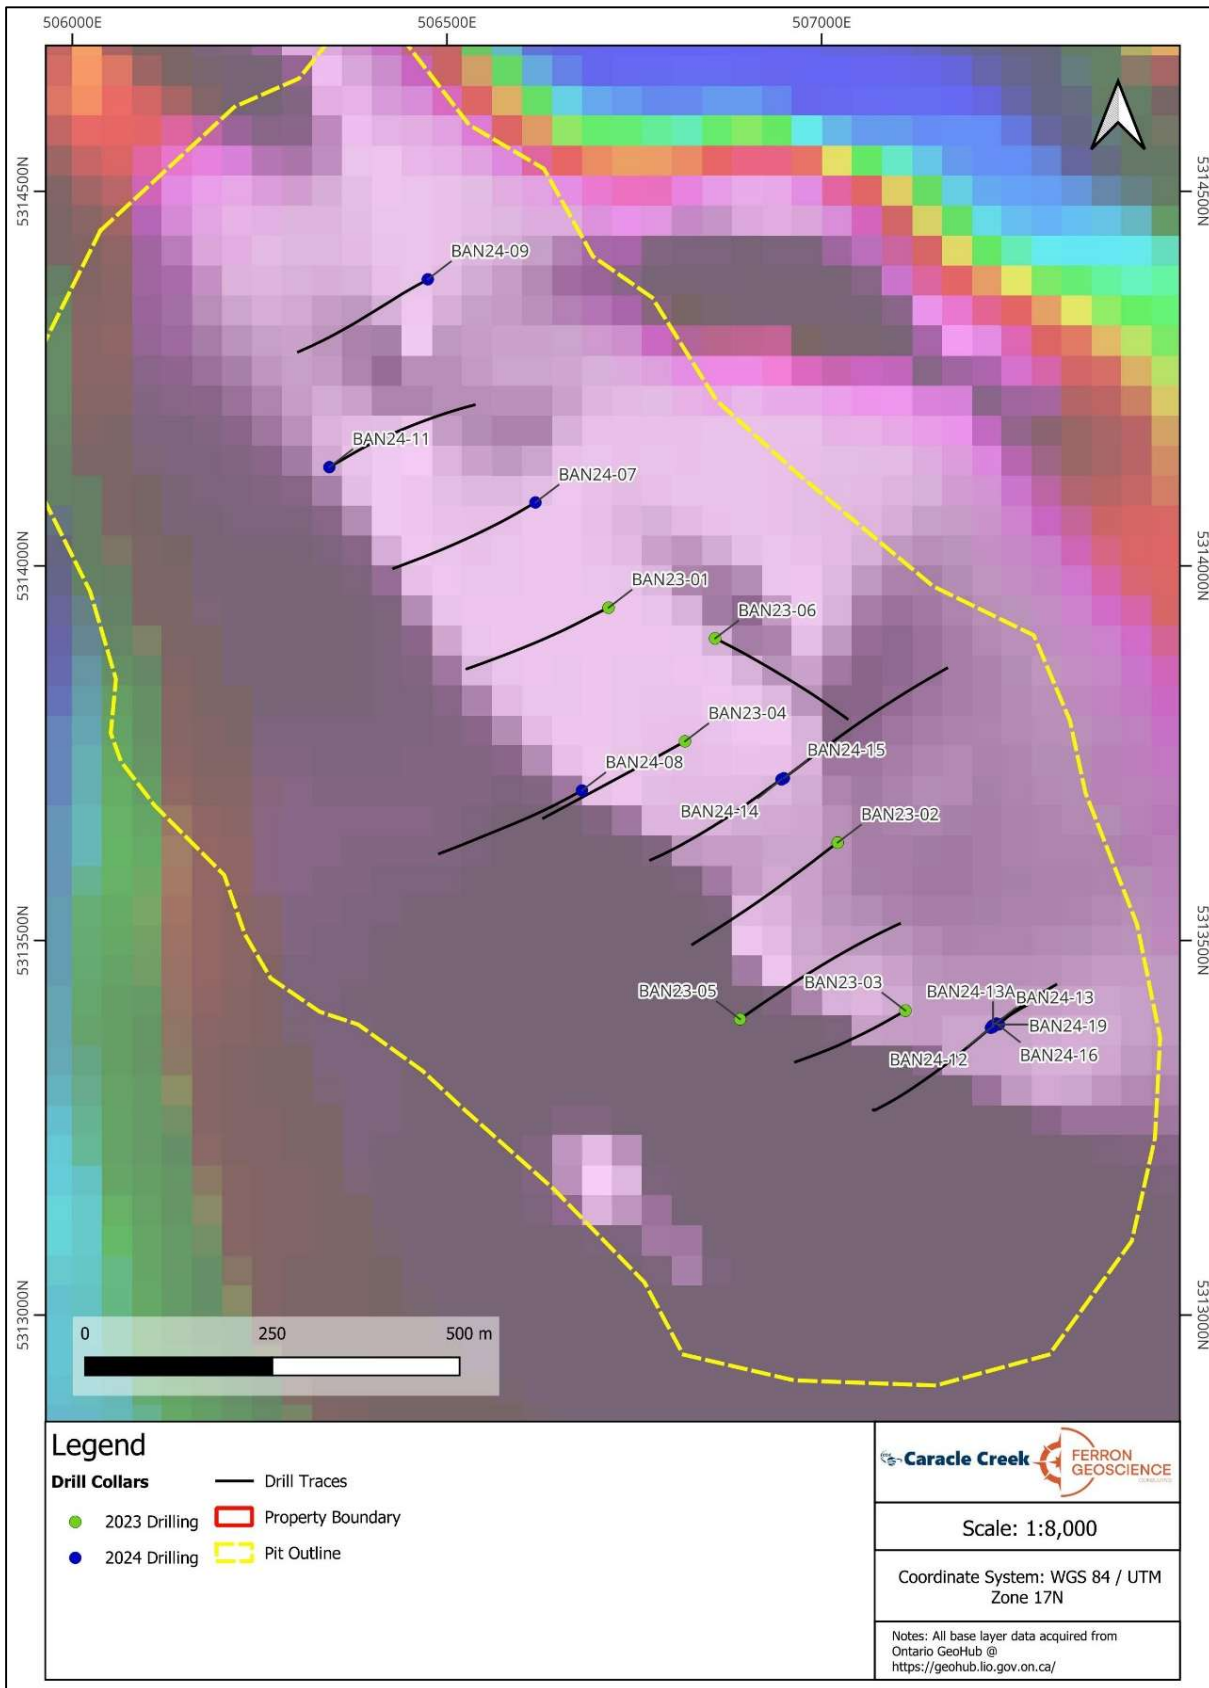 506000E
506500E
507000E
5314500N
5314500N
BAN24-09
BAN24-11
BAN24-07
5314000N
5314000N
BAN23-01
BAN23-06
BAN23-04
BAN24-08
BAN24-15
BAN24-14
BAN23-02
5313500N
5313500N
BAN23-05
BAN23-03
BAN24-13A
BAN24-13
BAN24-19
BAN24-12
BAN24-16
5313000N
5313000N
0 250 500 m
Legend
Drill Collars
2023 Drilling
2024 Drilling
Drill Traces
Property Boundary
Pit Outline
Caracle Creek
FERRON
GEOSCIENCE
Scale: 1:8,000
Coordinate System: WGS 84 / UTM
Zone 17N
Notes: All base layer data acquired from
Ontario GeoHub @
https://geohub.lio.gov.on.ca/